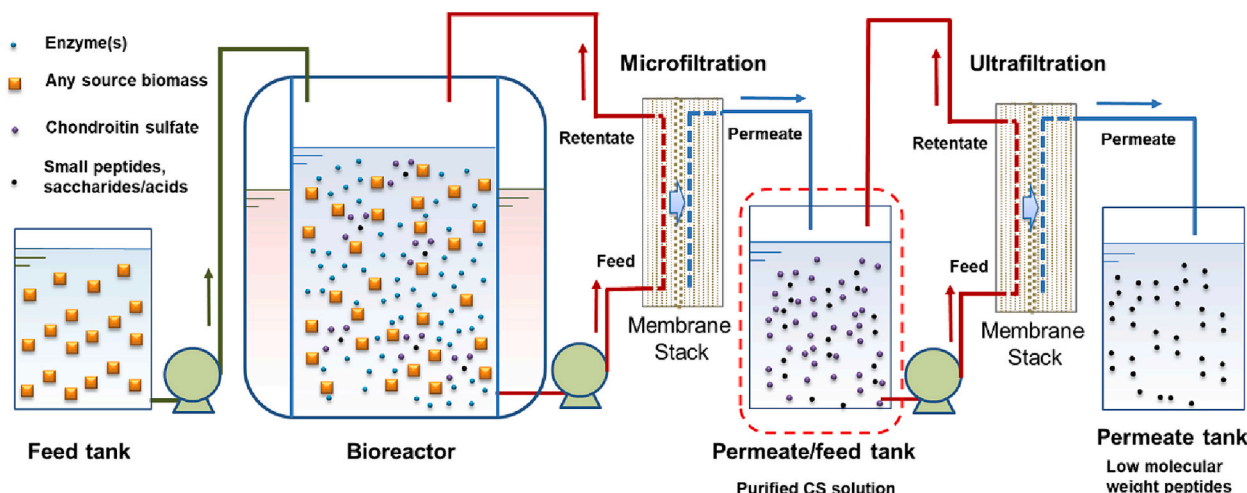 Enzyme(s)
Any source biomass
Chondroitin sulfate
Small peptides,
saccharides/acids
Feed tank
Bioreactor
Microfiltration
Retentate
Permeate
Feed
Membrane
Stack
Permeate/feed tank
Purified CS solution
Ultrafiltration
Retentate
Permeate
Feed
Membrane
Stack
Permeate tank
Low molecular
weight peptides